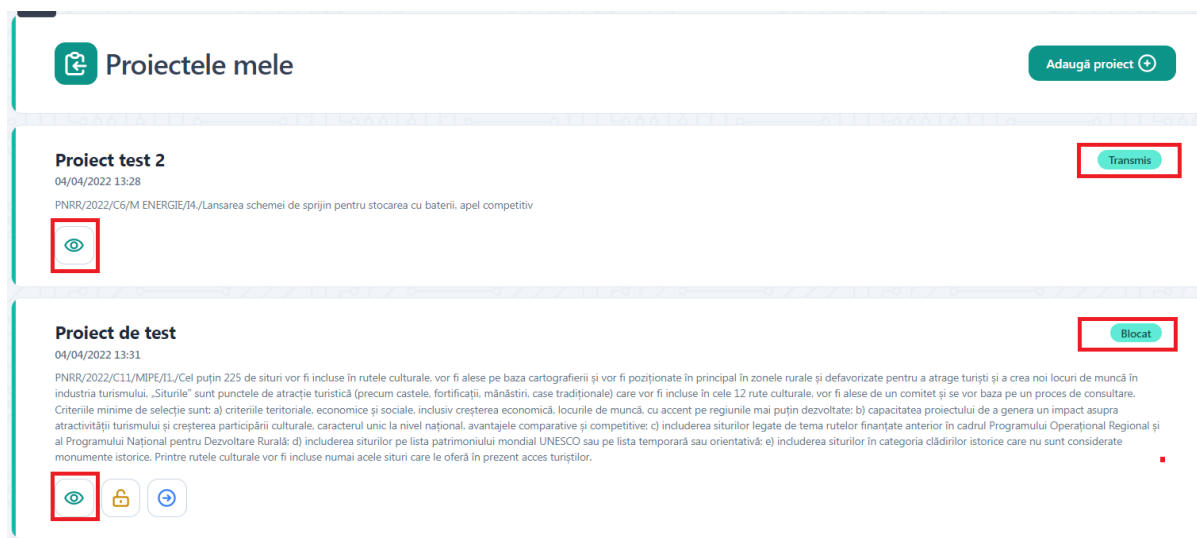 Proiectele mele
Adaugă proiect
Proiect test 2
Transmis
04/04/2022 13:28
PNRR/2022/C6/M ENERGIE/I4./Lansarea schemei de sprijin pentru stocarea cu baterii, apel competitiv
Proiect de test
Blocat
04/04/2022 13:31
PNRR/2022/C11/MIPE/I1./Cel puțin 225 de situri vor fi incluse în rutele culturale, vor fi alese pe baza cartografierii și vor fi poziționate în principal în zonele rurale și defavorizate pentru a atrage turiști și a crea noi locuri de muncă în
industria turismului. „Siturile” sunt punctele de atracție turistică (precum castele, fortificații, mănăstiri, case tradiționale) care vor fi incluse în cele 12 rute culturale, vor fi alese de un comitet și se vor baza pe un proces de consultare.
Criteriile minime de selecție sunt: a) criteriile teritoriale, economice și sociale, inclusiv creșterea economică, locurile de muncă, cu accent pe regiunile mai puțin dezvoltate; b) capacitatea proiectului de a genera un impact asupra
atractivității turismului și creșterea participării culturale, caracterul unic la nivel național, avantajele comparative și competitive; c) includerea siturilor legate de tema rutelor finanțate anterior în cadrul Programului Operațional Regional și
al Programului Național pentru Dezvoltare Rurală; d) includerea siturilor pe lista patrimoniului mondial UNESCO sau pe lista temporară sau orientativă; e) includerea siturilor în categoria clădirilor istorice care nu sunt considerate
monumente istorice. Printre rutele culturale vor fi incluse numai acele situri care le oferă în prezent acces turiștilor.